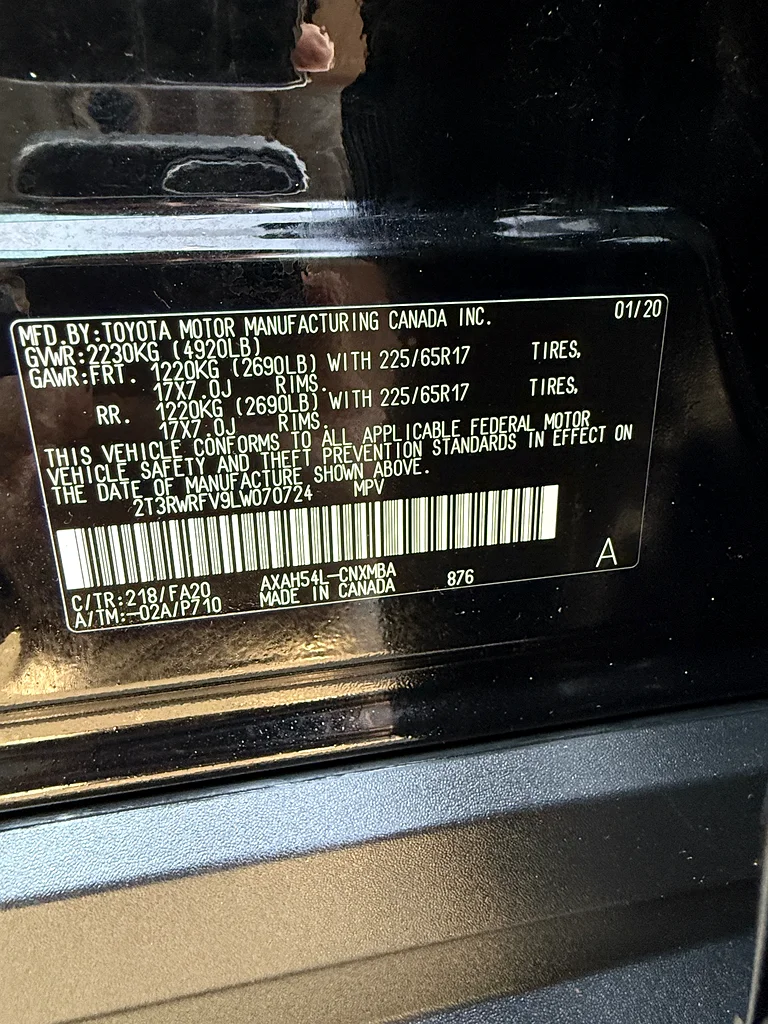 MFD.BY:TOYOTA MOTOR MANUFACTURING CANADA INC. 01/20
GVWR:2230KG (4920LB)
GAWR:FRT. 1220KG (2690LB) WITH 225/65R17 TIRES,
17X7.0J RIMS.
RR. 1220KG (2690LB) WITH 225/65R17 TIRES,
17X7.0J RIMS.
THIS VEHICLE CONFORMS TO ALL APPLICABLE FEDERAL MOTOR
VEHICLE SAFETY AND THEFT PREVENTION STANDARDS IN EFFECT ON
THE DATE OF MANUFACTURE SHOWN ABOVE.
2T3RWRFV9LW070724 MPV
A
C/TR:218/FA20 AXAH54L-CNXMBA 876
A/TM:-02A/P710 MADE IN CANADA